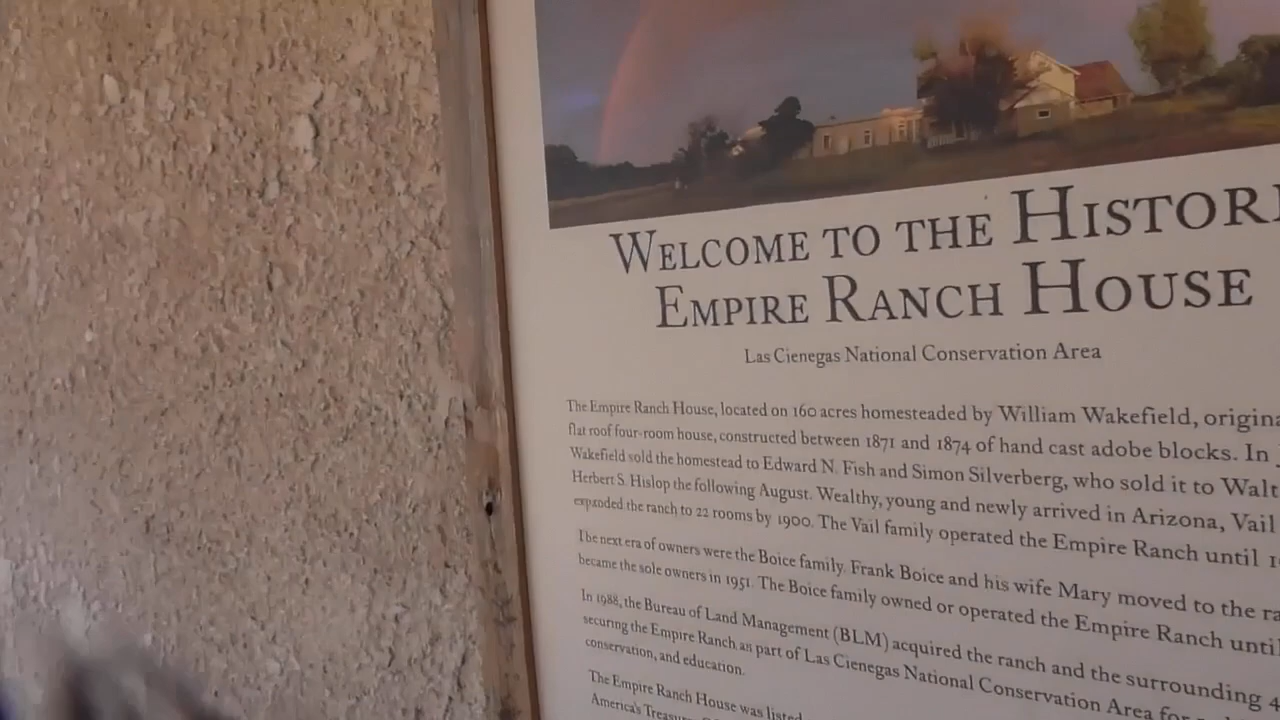 WELCOME TO THE HISTORI
EMPIRE RANCH HOUSE
Las Cienegas National Conservation Area
The Empire Ranch House, located on 160 acres homesteaded by William Wakefield, origina
flat roof four-room house, constructed between 1871 and 1874 of hand cast adobe blocks. In
Wakefield sold the homestead to Edward N. Fish and Simon Silverberg, who sold it to Walt
Herbert S. Hislop the following August. Wealthy, young and newly arrived in Arizona, Vail
expanded the ranch to 22 rooms by 1900. The Vail family operated the Empire Ranch until 1
The next era of owners were the Boice family. Frank Boice and his wife Mary moved to the ra
became the sole owners in 1951. The Boice family owned or operated the Empire Ranch until
In 1988, the Bureau of Land Management (BLM) acquired the ranch and the surrounding 4
securing the Empire Ranch as part of Las Cienegas National Conservation Area for
conservation, and education.
The Empire Ranch House was listed
America's